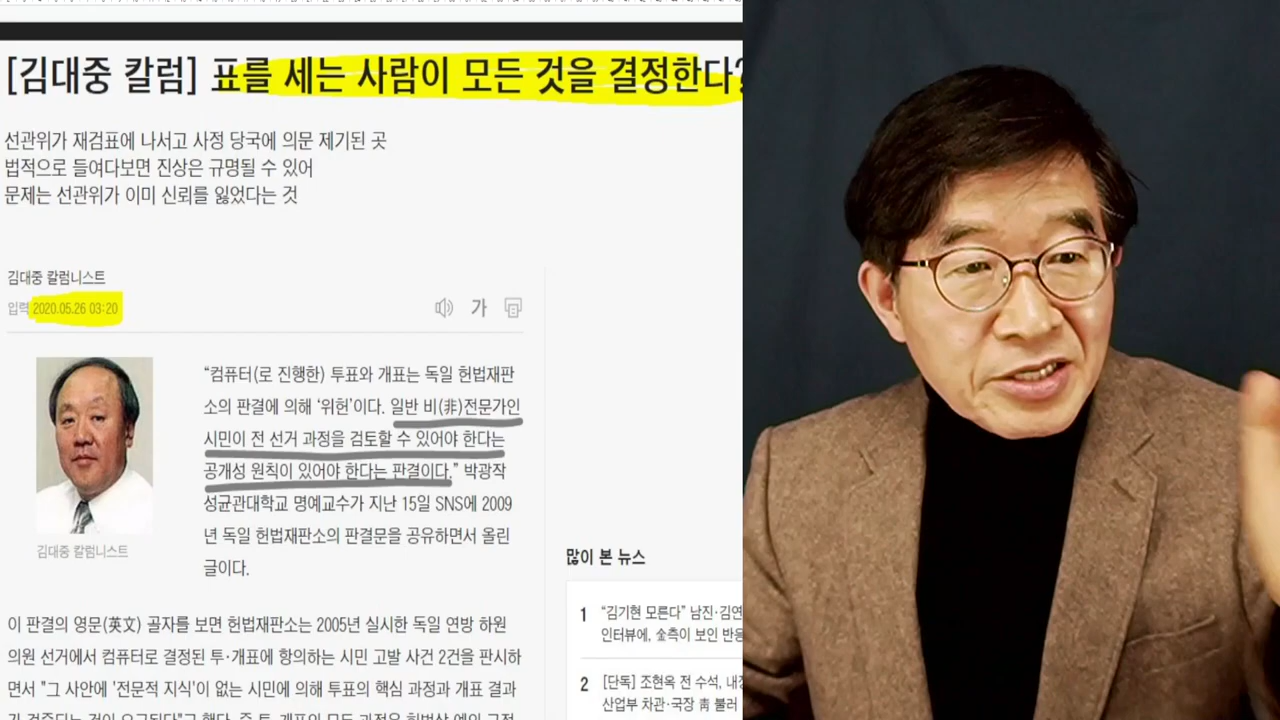 [김대중 칼럼] 표를 세는 사람이 모든 것을 결정한다?
선관위가 재검표에 나서고 사정 당국에 의문 제기된 곳
법적으로 들여다보면 진상은 규명될 수 있어
문제는 선관위가 이미 신뢰를 잃었다는 것
김대중 칼럼니스트
입력 2020.05.26 03:20
가
“컴퓨터(로 진행한) 투표와 개표는 독일 헌법재판
소의 판결에 의해 ‘위헌’이다. 일반 비(非)전문가인
시민이 전 선거 과정을 검토할 수 있어야 한다는
공개성 원칙이 있어야 한다는 판결이다.” 박광작
성균관대학교 명예교수가 지난 15일 SNS에 2009
년 독일 헌법재판소의 판결문을 공유하면서 올린
글이다.
김대중 칼럼니스트
이 판결의 영문(英文) 골자를 보면 헌법재판소는 2005년 실시한 독일 연방 하원
의원 선거에서 컴퓨터로 결정된 투·개표에 항의하는 시민 고발 사건 2건을 판시하
면서 "그 사안에 '전문적 지식'이 없는 시민에 의해 투표의 핵심 과정과 개표 결과
많이 본 뉴스
1 “김기현 모른다” 남진·김연
인터뷰에, 金측이 보인 반응
2 [단독] 조현옥 전 수석, 내정
산업부 차관·국장 靑 불러